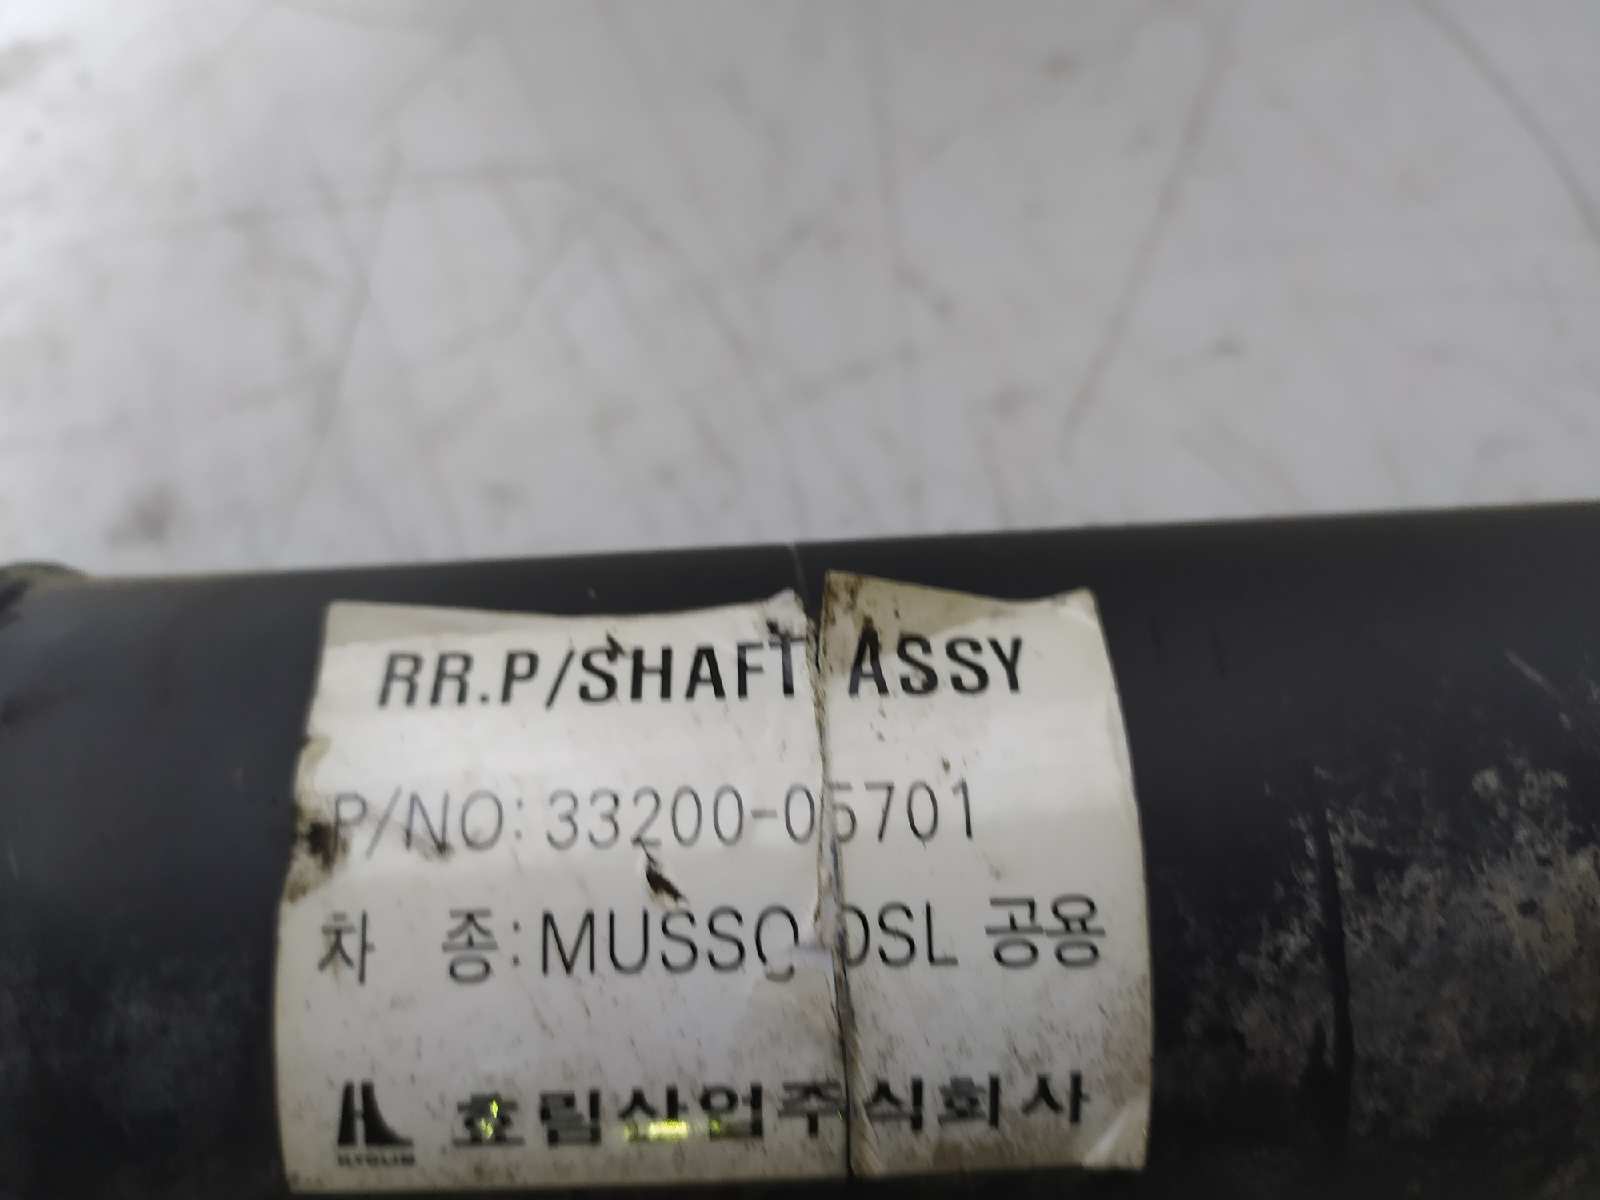 RR.P/SHAFT ASSY
P/NO: 33200-05701
차 종: MUSSO DSL 공용
효림산업주식회사